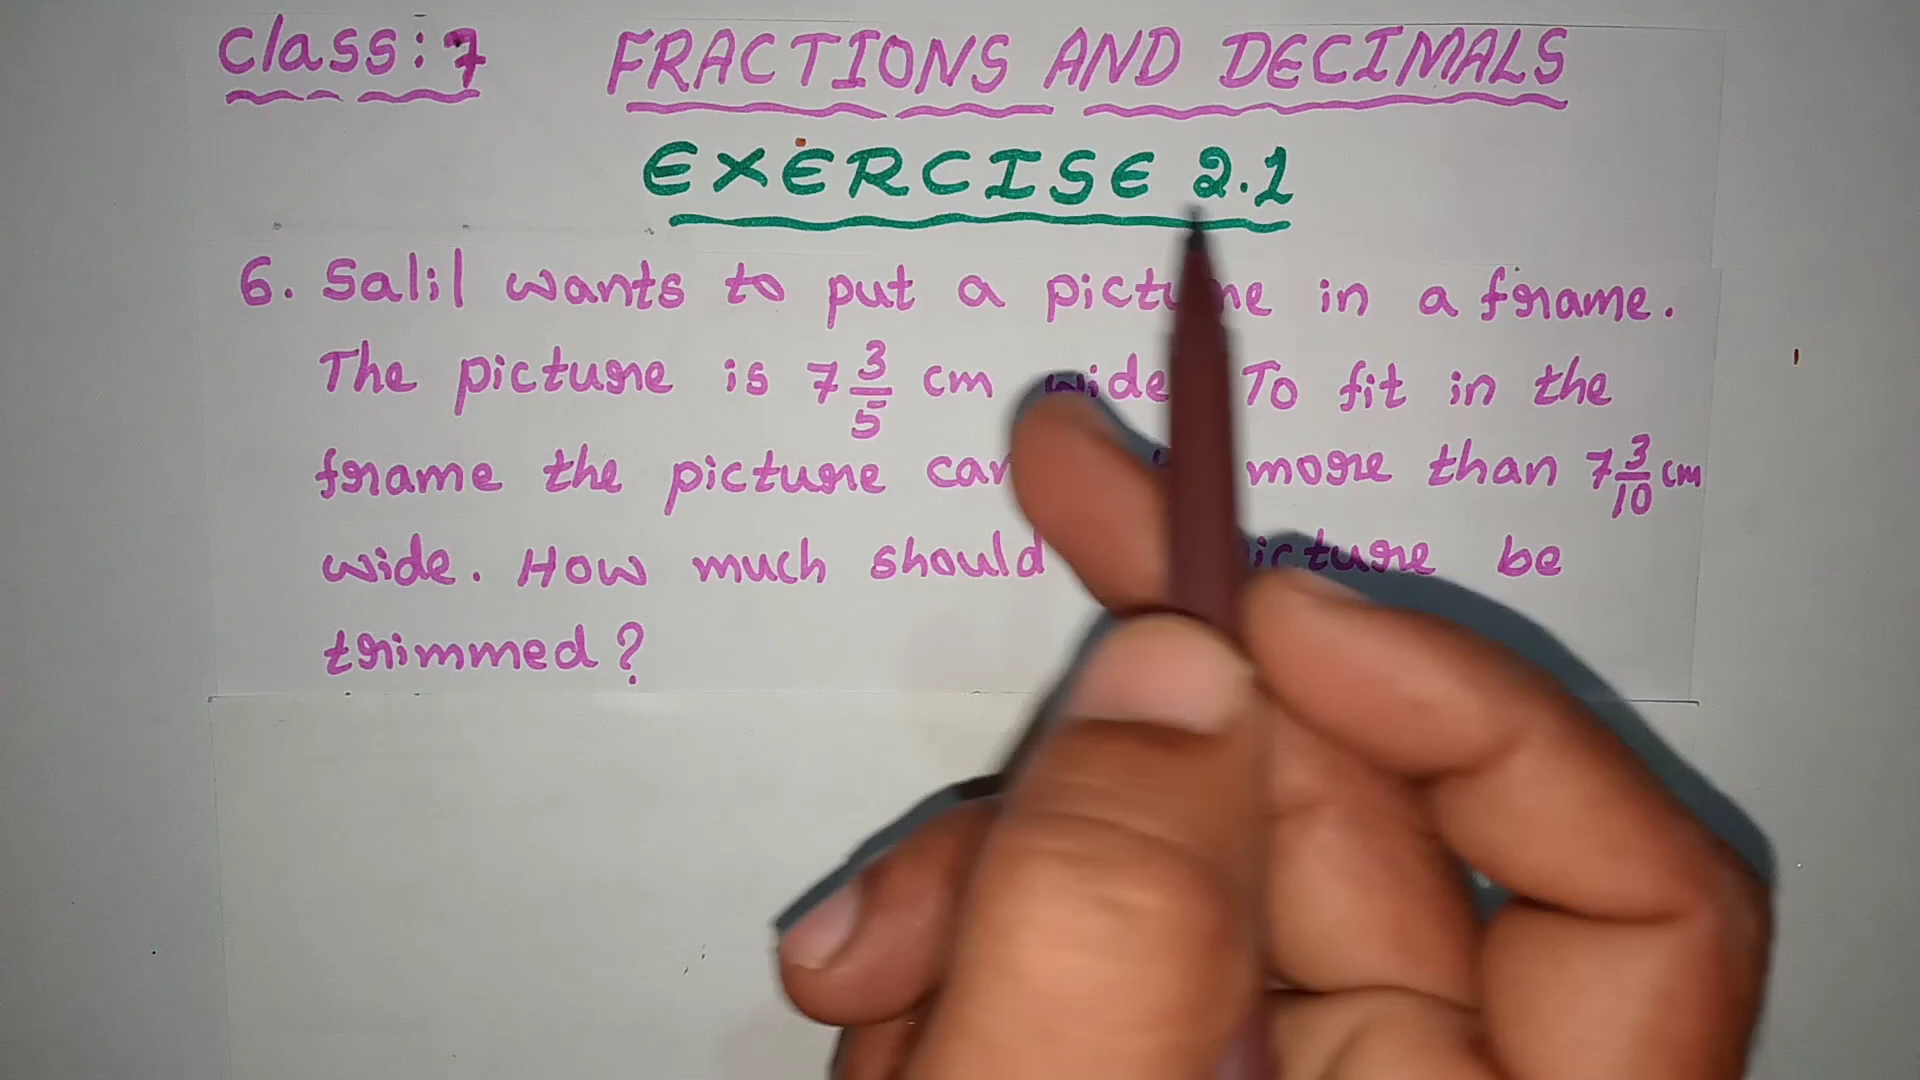 Class: 7 FRACTIONS AND DECIMALS
EXERCISE 2.1
6. Salil wants to put a picture in a frame.
The picture is 7 3/5 cm wide To fit in the
frame the picture more than 7 3/10 cm
wide. How much should picture be
trimmed?